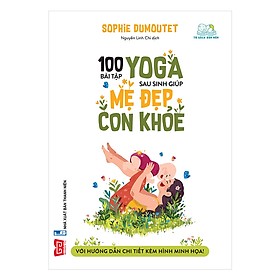 SOPHIE DUMOUTET
Nguyễn Linh Chi dịch
100
BÀI TẬP
YOGA
SAU SINH GIÚP
MẸ ĐẸP
CON KHỎE
NHÀ XUẤT BẢN THANH NIÊN
VỚI HƯỚNG DẪN CHI TIẾT KÈM HÌNH MINH HỌA!